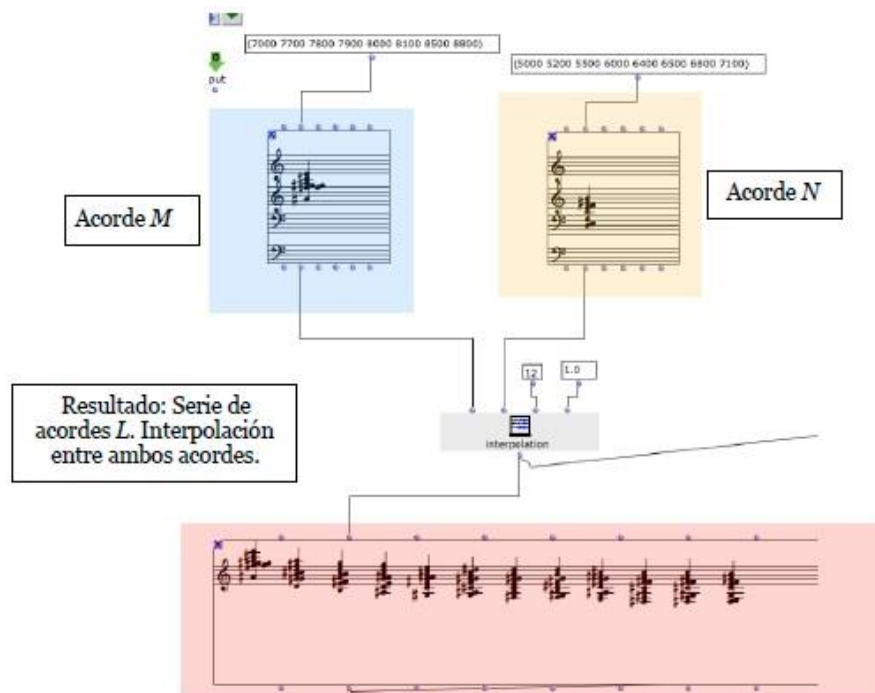 (7000 7700 7800 7900 8000 8100 8500 8800)
(5000 5200 5500 6000 6400 6500 6800 7100)
put
Acorde M
Acorde N
12
1.0
Resultado: Serie de
acordes L. Interpolación
entre ambos acordes.
interpolation